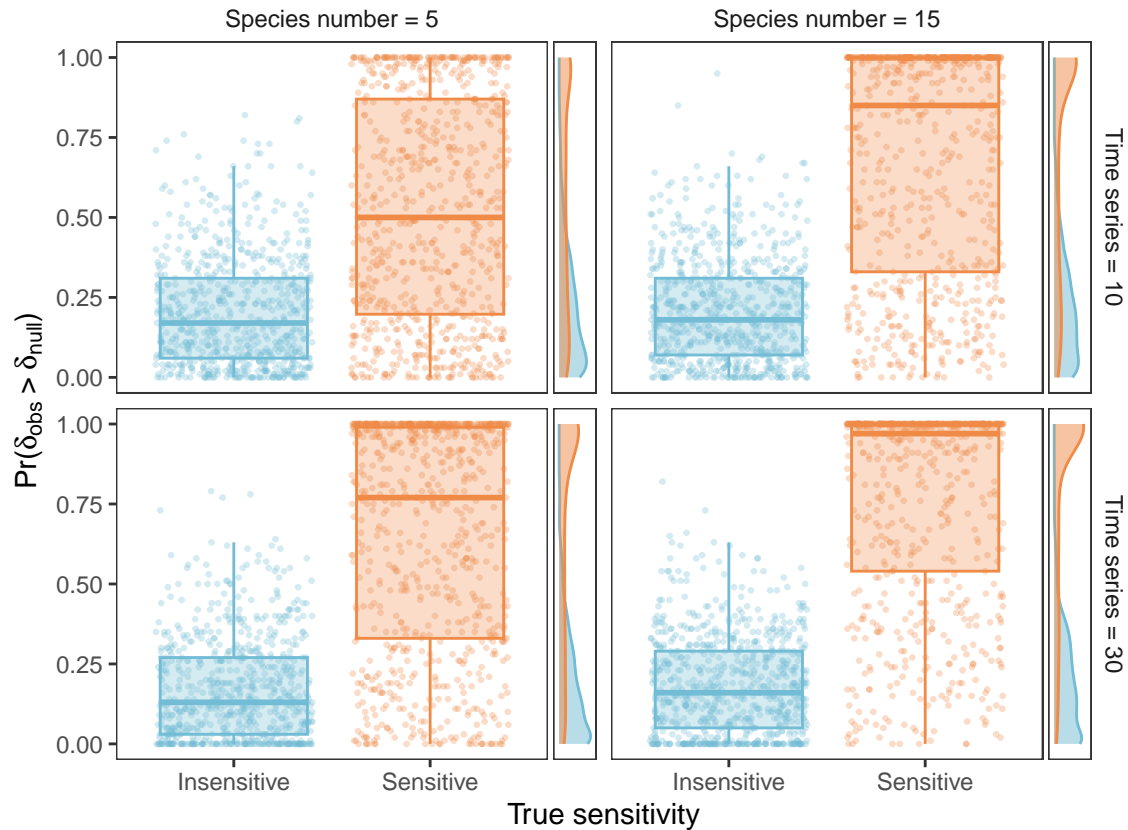 Species number = 5
Species number = 15
1.00
0.75
0.50
0.25
0.00
Time series = 10
Pr(δobs > δnull)
1.00
0.75
0.50
0.25
0.00
Time series = 30
Insensitive
Sensitive
Insensitive
Sensitive
True sensitivity